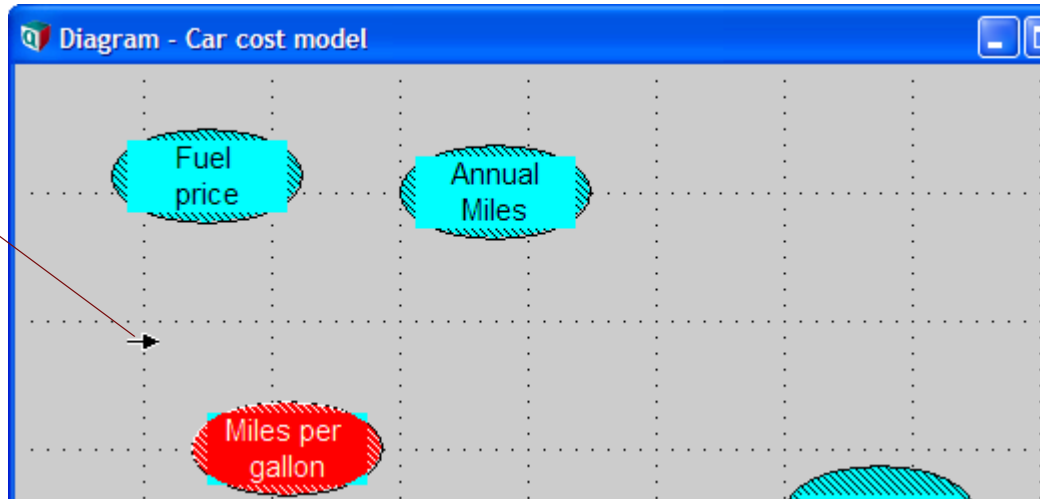 Diagram - Car cost model
Fuel
price
Annual
Miles
Miles per
gallon